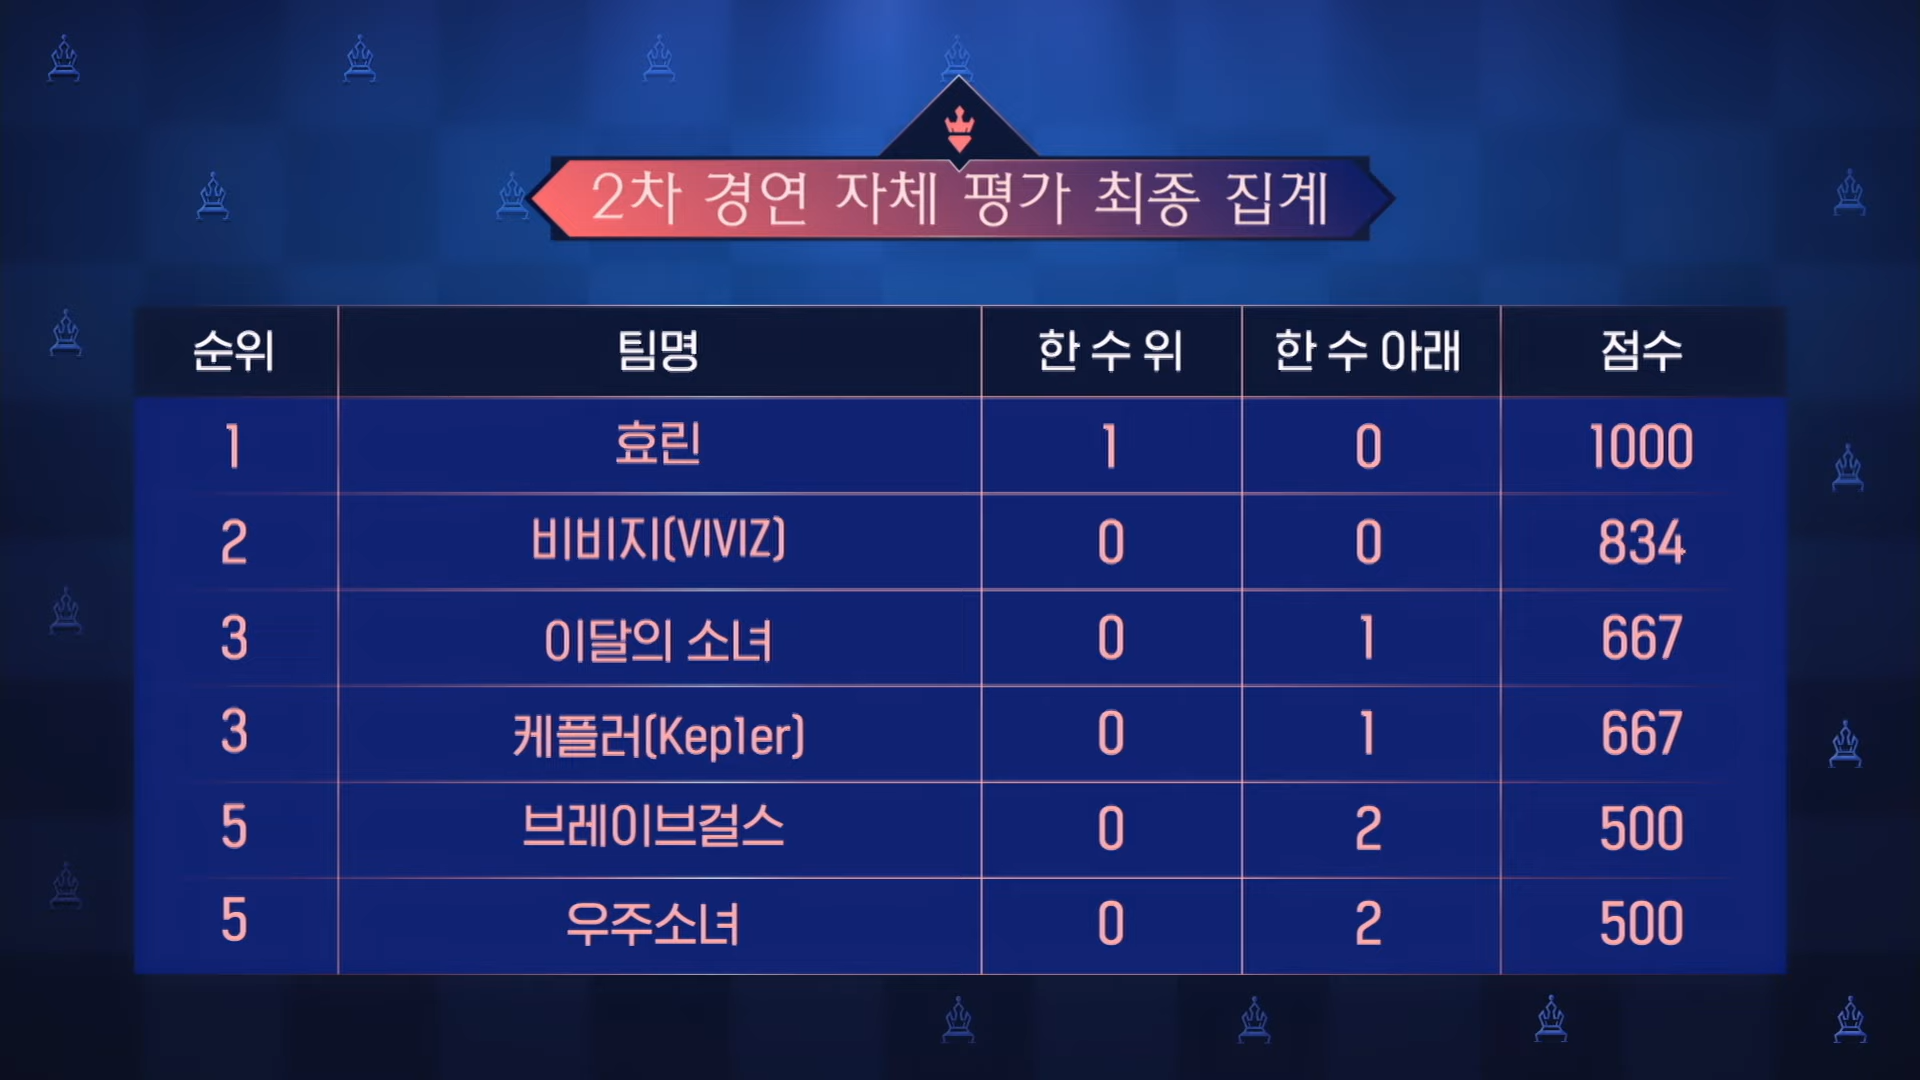 2차 경연 자체 평가 최종 집계
순위 팀명 한 수 위 한 수 아래 점수
1 효린 1 0 1000
2 비비지(VIVIZ) 0 0 834
3 이달의 소녀 0 1 667
3 케플러(Kep1er) 0 1 667
5 브레이브걸스 0 2 500
5 우주소녀 0 2 500